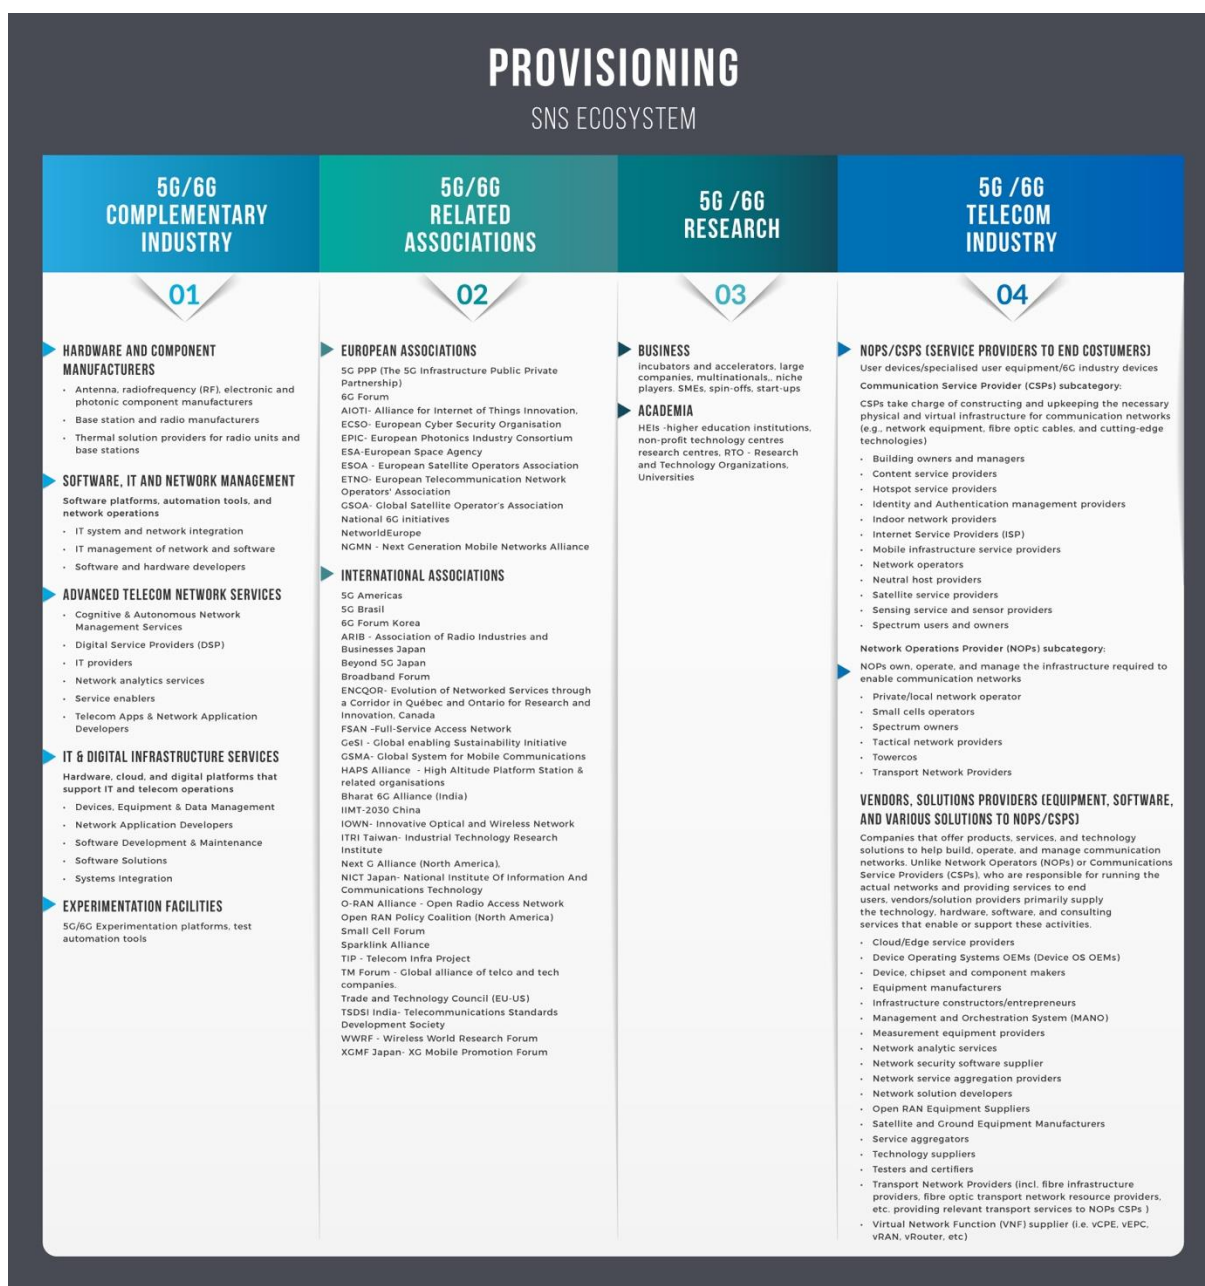 PROVISIONING
SNS ECOSYSTEM
5G/6G
COMPLEMENTARY
INDUSTRY
01
HARDWARE AND COMPONENT
MANUFACTURERS
• Antenna, radiofrequency (RF), electronic and
photonic component manufacturers
• Base station and radio manufacturers
• Thermal solution providers for radio units and
base stations
SOFTWARE, IT AND NETWORK MANAGEMENT
Software platforms, automation tools, and
network operations
• IT system and network integration
• IT management of network and software
• Software and hardware developers
ADVANCED TELECOM NETWORK SERVICES
• Cognitive & Autonomous Network
Management Services
• Digital Service Providers (DSP)
• IT providers
• Network analytics services
• Service enablers
• Telecom Apps & Network Application
Developers
IT & DIGITAL INFRASTRUCTURE SERVICES
Hardware, cloud, and digital platforms that
support IT and telecom operations
• Devices, Equipment & Data Management
• Network Application Developers
• Software Development & Maintenance
• Software Solutions
• Systems Integration
EXPERIMENTATION FACILITIES
5G/6G Experimentation platforms, test
automation tools
5G/6G
RELATED
ASSOCIATIONS
02
EUROPEAN ASSOCIATIONS
5G PPP (The 5G Infrastructure Public Private
Partnership)
6G Forum
AIOTI- Alliance for Internet of Things Innovation,
ECSO- European Cyber Security Organisation
EPIC- European Photonics Industry Consortium
ESA-European Space Agency
ESOA - European Satellite Operators Association
ETNO- European Telecommunication Network
Operators' Association
GSOA- Global Satellite Operator's Association
National 6G initiatives
NetworldEurope
NGMN - Next Generation Mobile Networks Alliance
INTERNATIONAL ASSOCIATIONS
5G Americas
5G Brasil
6G Forum Korea
ARIB - Association of Radio Industries and
Businesses Japan
Beyond 5G Japan
Broadband Forum
ENCQOR- Evolution of Networked Services through
a Corridor in Québec and Ontario for Research and
Innovation, Canada
FSAN –Full-Service Access Network
GeSI - Global enabling Sustainability Initiative
GSMA- Global System for Mobile Communications
HAPS Alliance - High Altitude Platform Station &
related organisations
Bharat 6G Alliance (India)
IIMT-2030 China
IOWN- Innovative Optical and Wireless Network
ITRI Taiwan- Industrial Technology Research
Institute
Next G Alliance (North America),
NICT Japan- National Institute Of Information And
Communications Technology
O-RAN Alliance - Open Radio Access Network
Open RAN Policy Coalition (North America)
Small Cell Forum
Sparklink Alliance
TIP - Telecom Infra Project
TM Forum - Global alliance of telco and tech
companies.
Trade and Technology Council (EU-US)
TSDSI India- Telecommunications Standards
Development Society
WWRF - Wireless World Research Forum
XGMF Japan- XG Mobile Promotion Forum
5G /6G
RESEARCH
03
BUSINESS
incubators and accelerators, large
companies, multinationals,, niche
players. SMEs, spin-offs, start-ups
ACADEMIA
HEIs -higher education institutions,
non-profit technology centres
research centres, RTO - Research
and Technology Organizations,
Universities
5G /6G
TELECOM
INDUSTRY
04
NOPS/CSPS (SERVICE PROVIDERS TO END COSTUMERS)
User devices/specialised user equipment/6G industry devices
Communication Service Provider (CSPs) subcategory:
CSPs take charge of constructing and upkeeping the necessary
physical and virtual infrastructure for communication networks
(e.g., network equipment, fibre optic cables, and cutting-edge
technologies)
• Building owners and managers
• Content service providers
• Hotspot service providers
• Identity and Authentication management providers
• Indoor network providers
• Internet Service Providers (ISP)
• Mobile infrastructure service providers
• Network operators
• Neutral host providers
• Satellite service providers
• Sensing service and sensor providers
• Spectrum users and owners
Network Operations Provider (NOPs) subcategory:
NOPs own, operate, and manage the infrastructure required to
enable communication networks
• Private/local network operator
• Small cells operators
• Spectrum owners
• Tactical network providers
• Towercos
• Transport Network Providers
VENDORS, SOLUTIONS PROVIDERS (EQUIPMENT, SOFTWARE,
AND VARIOUS SOLUTIONS TO NOPS/CSPS)
Companies that offer products, services, and technology
solutions to help build, operate, and manage communication
networks. Unlike Network Operators (NOPs) or Communications
Service Providers (CSPs), who are responsible for running the
actual networks and providing services to end
users, vendors/solution providers primarily supply
the technology, hardware, software, and consulting
services that enable or support these activities.
• Cloud/Edge service providers
• Device Operating Systems OEMs (Device OS OEMs)
• Device, chipset and component makers
• Equipment manufacturers
• Infrastructure constructors/entrepreneurs
• Management and Orchestration System (MANO)
• Measurement equipment providers
• Network analytic services
• Network security software supplier
• Network service aggregation providers
• Network solution developers
• Open RAN Equipment Suppliers
• Satellite and Ground Equipment Manufacturers
• Service aggregators
• Technology suppliers
• Testers and certifiers
• Transport Network Providers (incl. fibre infrastructure
providers, fibre optic transport network resource providers,
etc. providing relevant transport services to NOPs CSPs )
• Virtual Network Function (VNF) supplier (i.e. vCPE, vEPC,
vRAN, vRouter, etc)